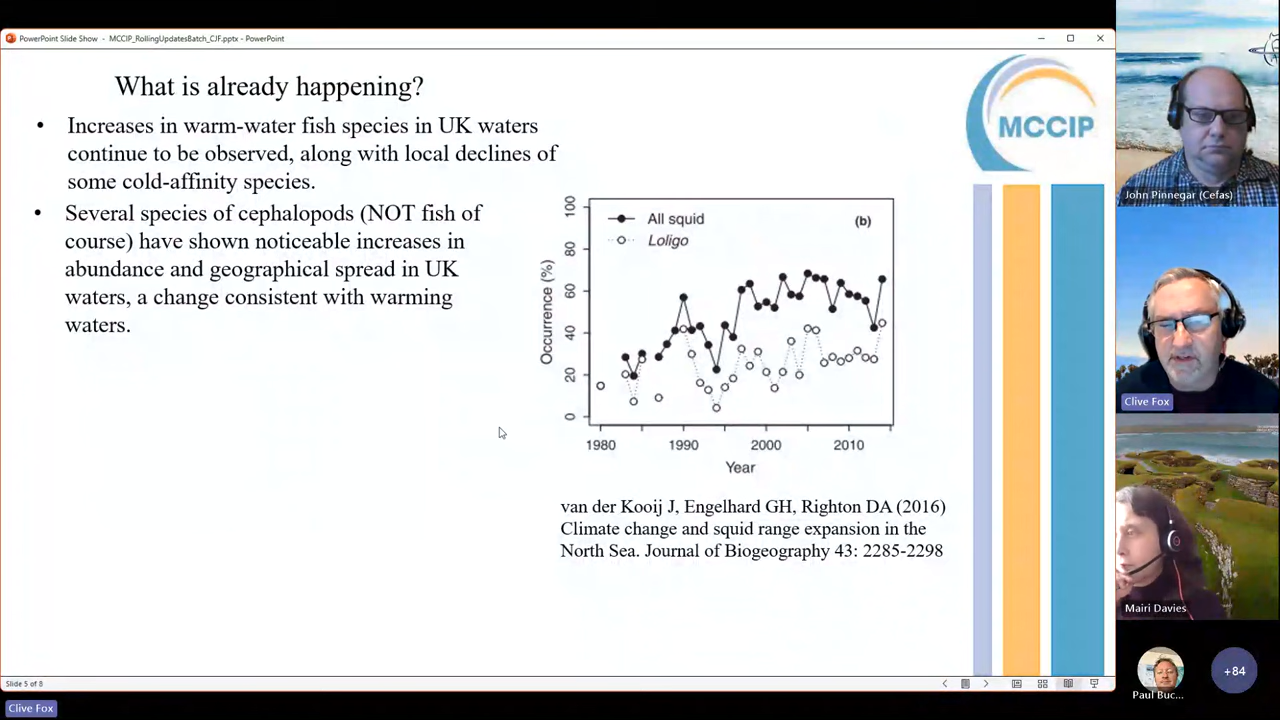 PowerPoint Slide Show - MCCIP_RollingUpdatesBatch_CJF.pptx - PowerPoint
What is already happening?
• Increases in warm-water fish species in UK
waters
continue to be observed, along with local declines of
some cold-affinity species.
• Several species of cephalopods (NOT fish of
course) have shown noticeable increases in
abundance and geographical spread in UK
waters, a change consistent with warming
waters.
MCCIP
All squid
Loligo
(b)
Occurrence (%)
100
80
60
40
20
0
1980 1990 2000 2010
Year
van der Kooij J, Engelhard GH, Righton DA (2016)
Climate change and squid range expansion in the
North Sea. Journal of Biogeography 43: 2285-2298
Slide 5 of 8
Clive Fox
John Pinnegar (Cefas)
Clive Fox
Mairi Davies
Paul Buc...
+84